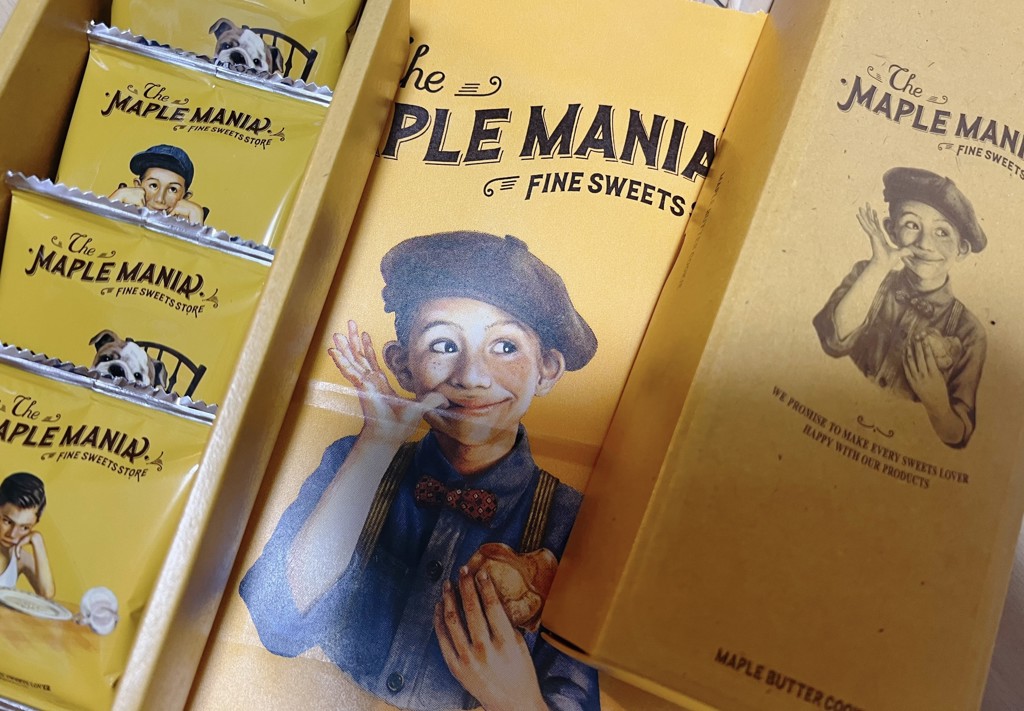 The
MAPLE MANIA
FINE SWEETS STORE
The
MAPLE MANIA
FINE SWEETS STORE
The
APLE MANIA
FINE SWEETS STORE
The
APLE MANIA
FINE SWEETS S
The
MAPLE MANI
FINE SWEETS
WE PROMISE TO MAKE EVERY SWEETS LOVER
HAPPY WITH OUR PRODUCTS
MAPLE BUTTER COO